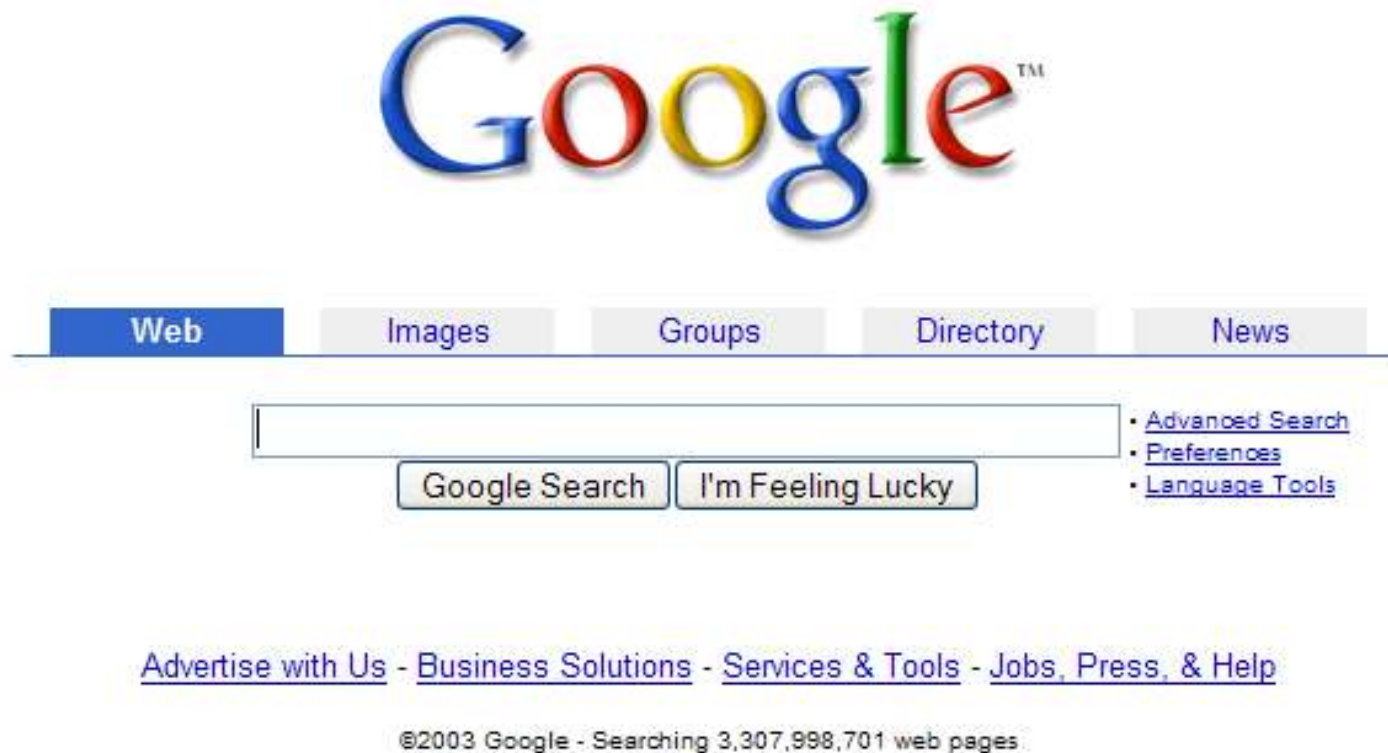 Google™
Web Images Groups Directory News
• Advanced Search
• Preferences
• Language Tools
Google Search I'm Feeling Lucky
Advertise with Us - Business Solutions - Services & Tools - Jobs, Press, & Help
©2003 Google - Searching 3,307,998,701 web pages